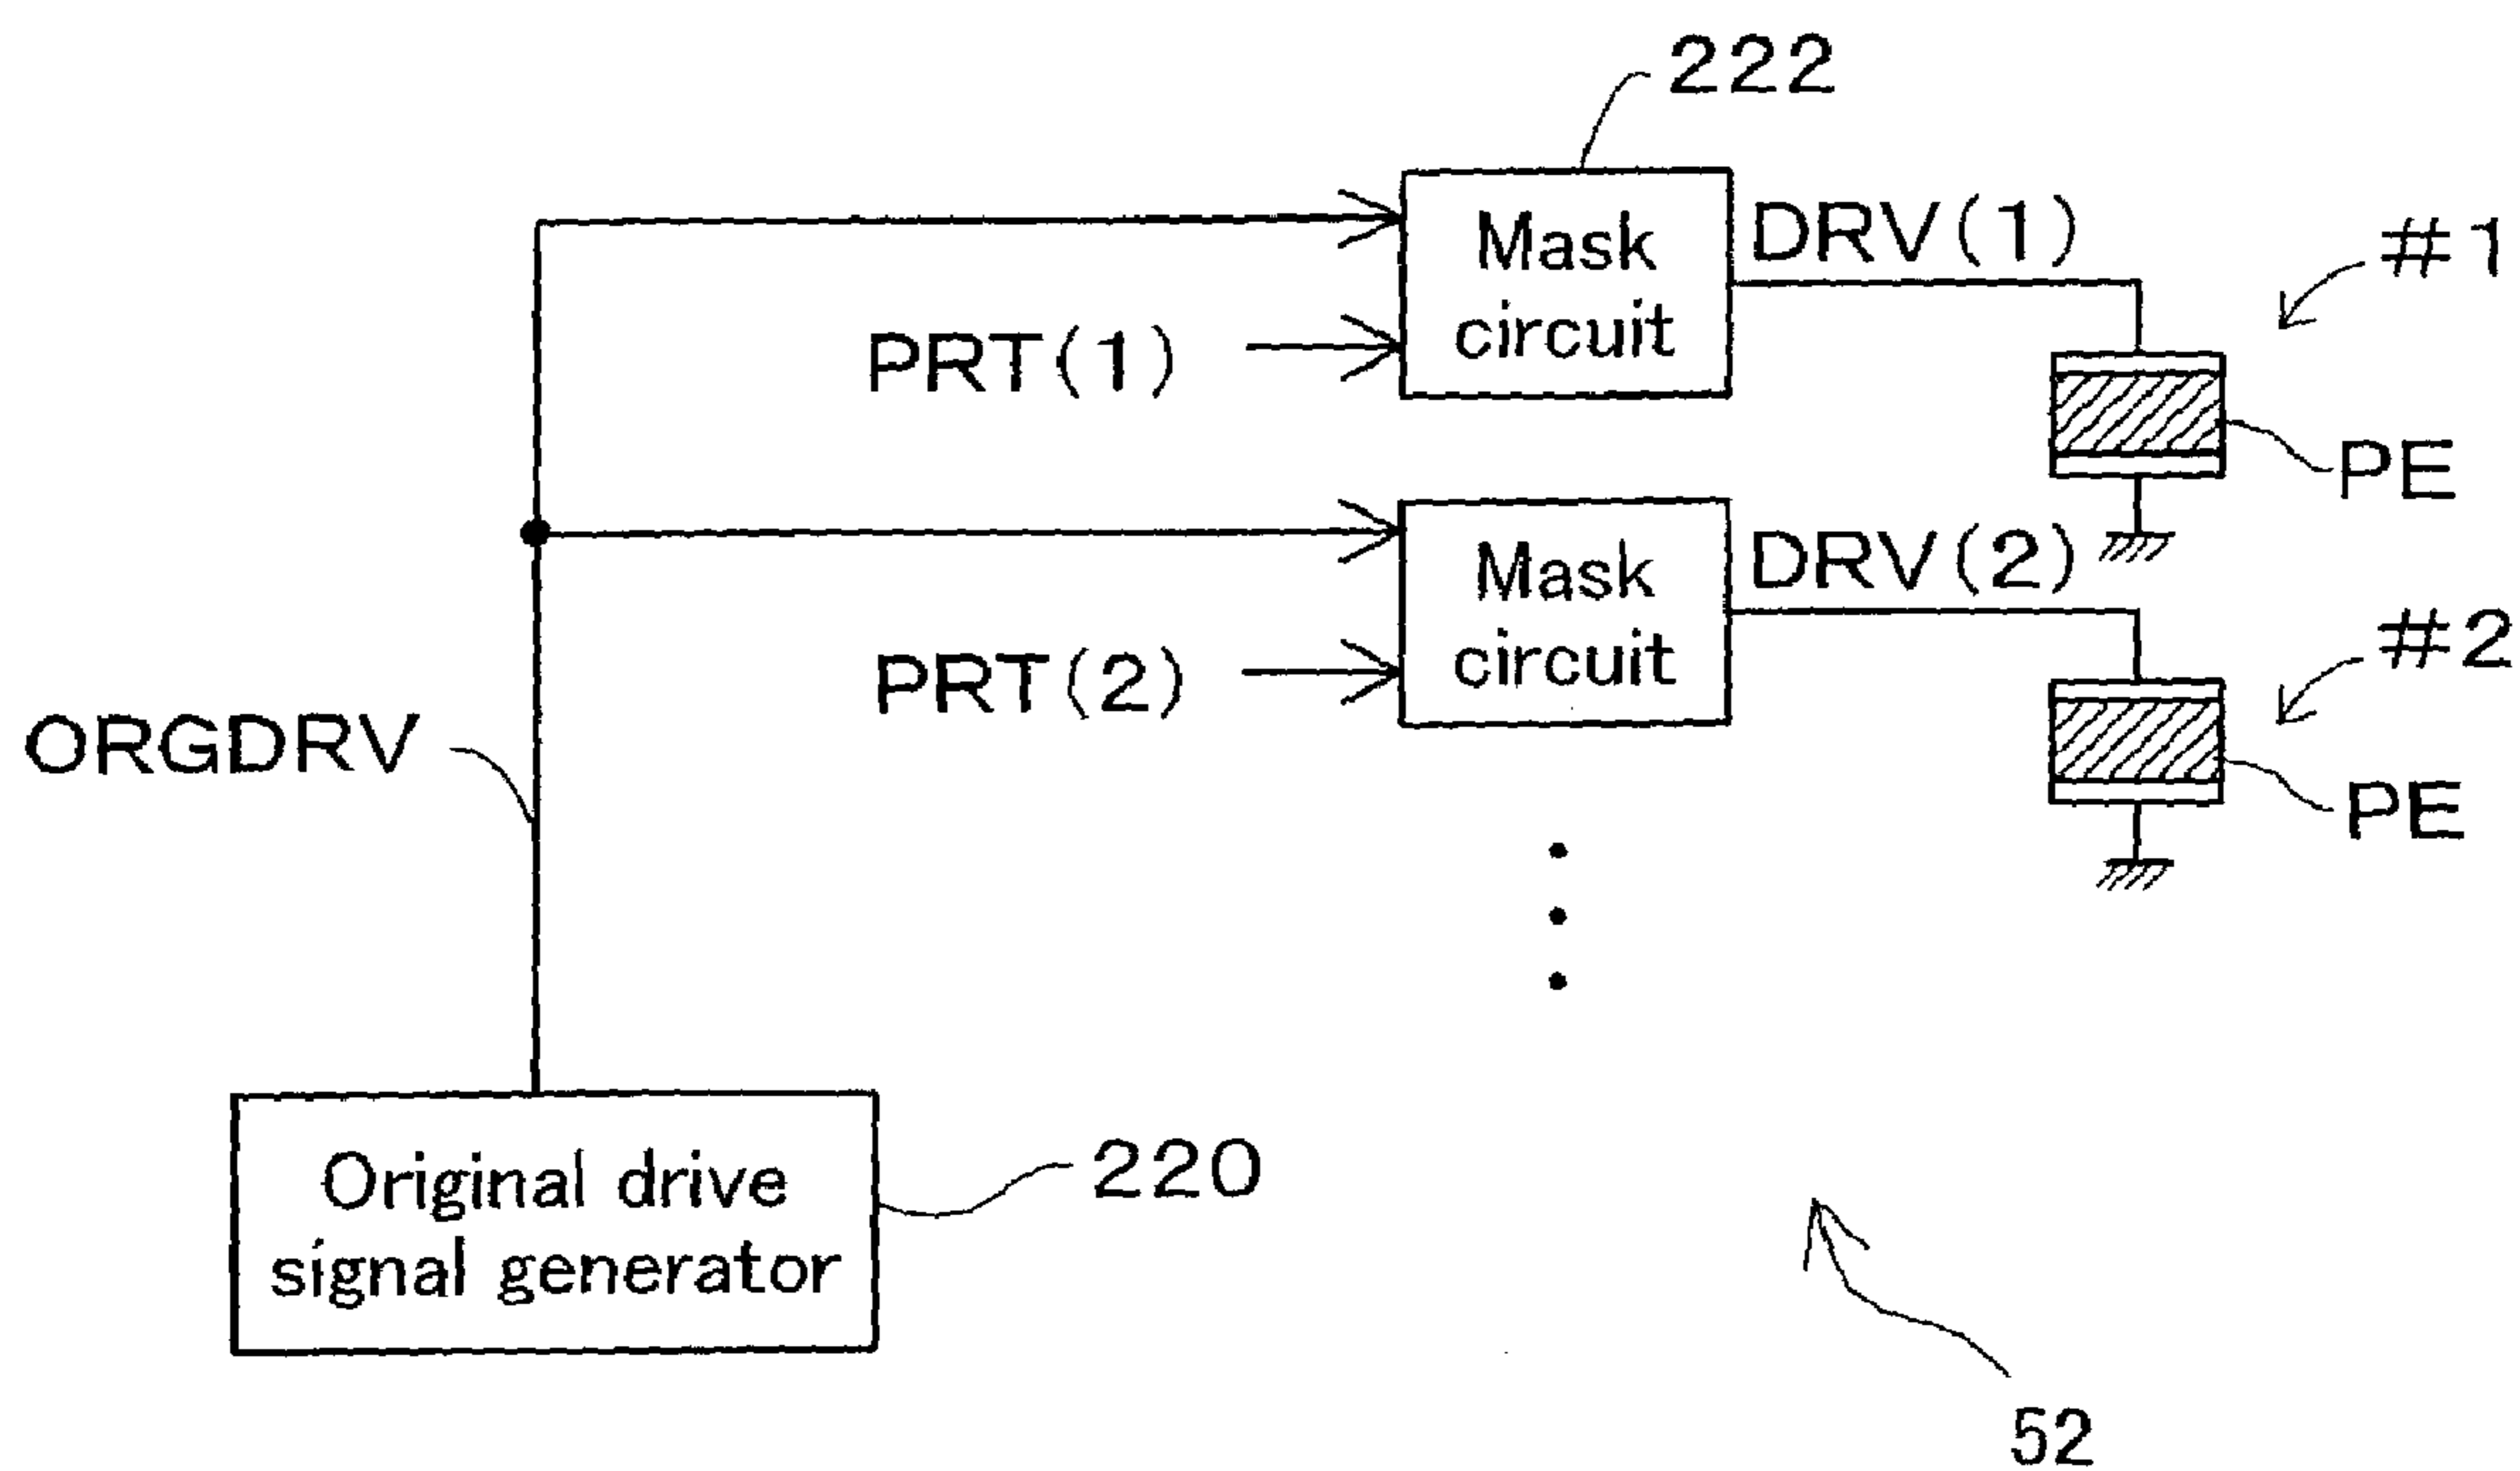 222
Mask
circuit
DRV(1)
#1
PRT(1)
PE
Mask
circuit
DRV(2)
#2
PRT(2)
ORGDRV
PE
Original drive
signal generator
220
52